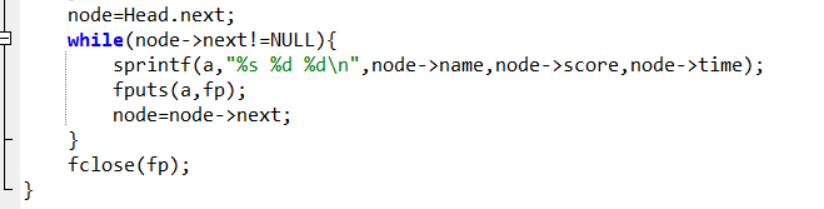 node=Head.next;
while(node->next!=NULL){
sprintf(a,"%s %d %d\n",node->name,node->score,node->time);
fputs(a,fp);
node=node->next;
}
fclose(fp);
}